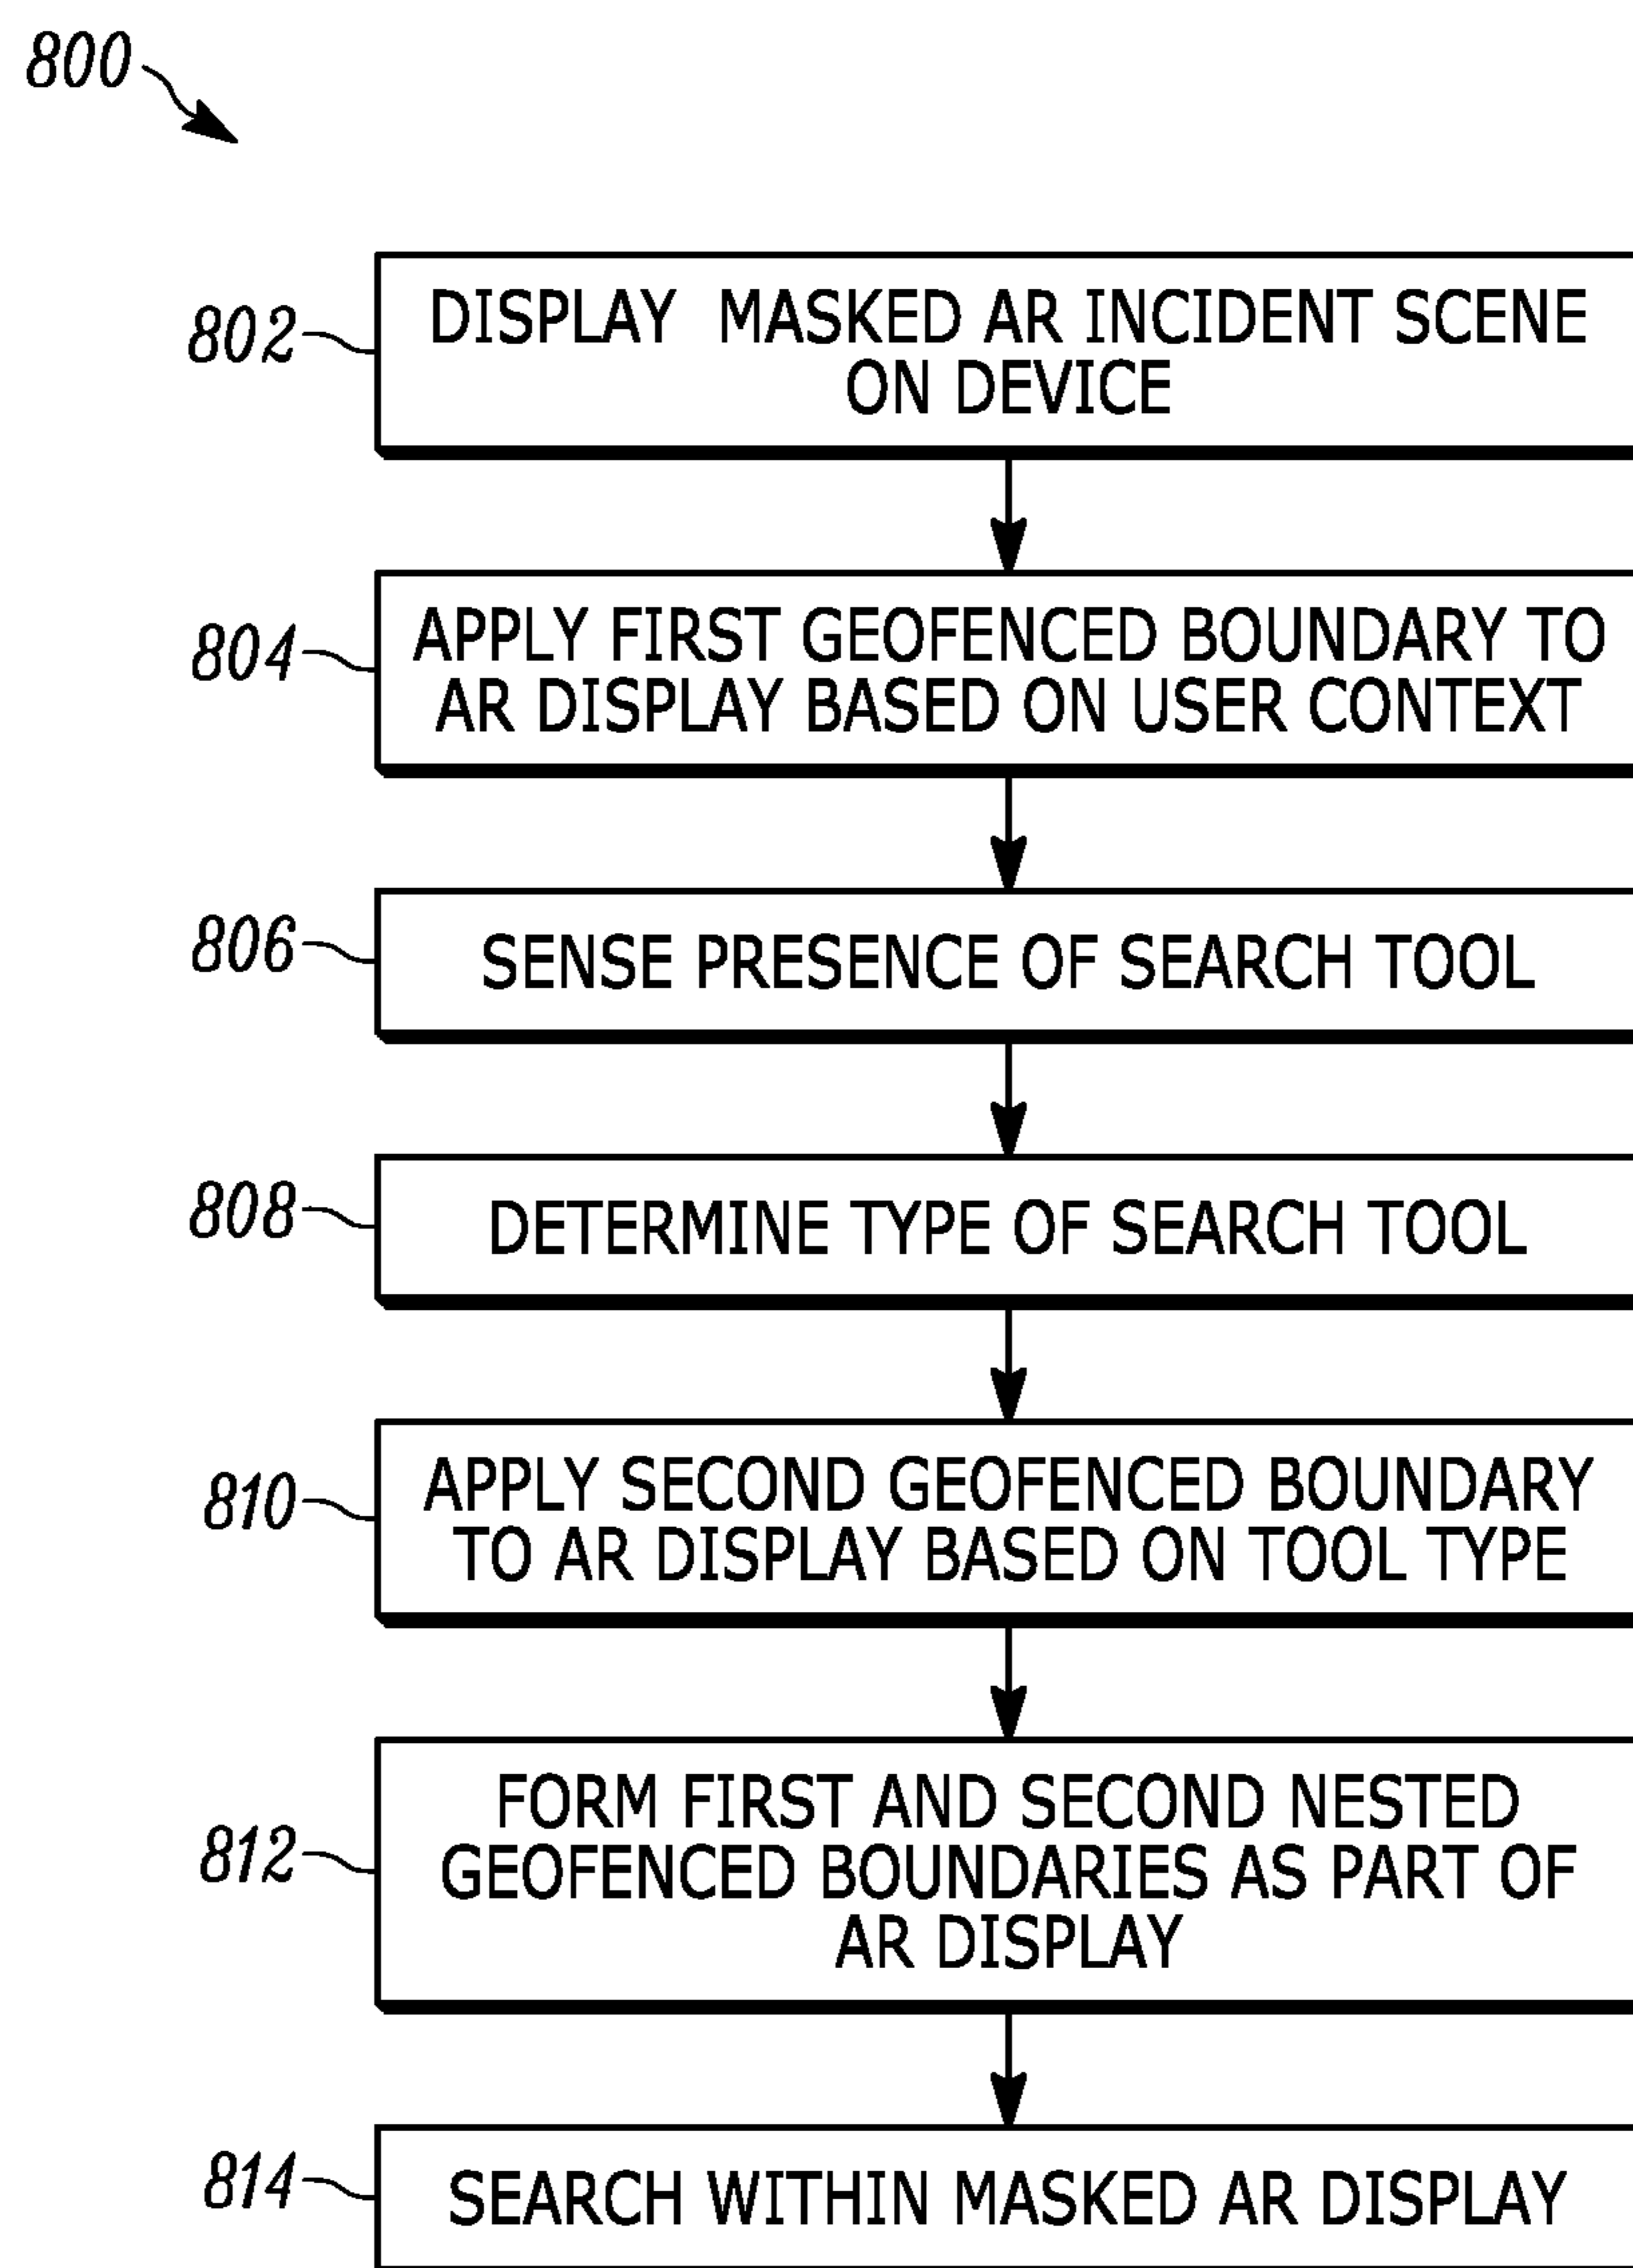 800
802
DISPLAY MASKED AR INCIDENT SCENE
ON DEVICE
804
APPLY FIRST GEOFENCED BOUNDARY TO
AR DISPLAY BASED ON USER CONTEXT
806
SENSE PRESENCE OF SEARCH TOOL
808
DETERMINE TYPE OF SEARCH TOOL
810
APPLY SECOND GEOFENCED BOUNDARY
TO AR DISPLAY BASED ON TOOL TYPE
812
FORM FIRST AND SECOND NESTED
GEOFENCED BOUNDARIES AS PART OF
AR DISPLAY
814
SEARCH WITHIN MASKED AR DISPLAY